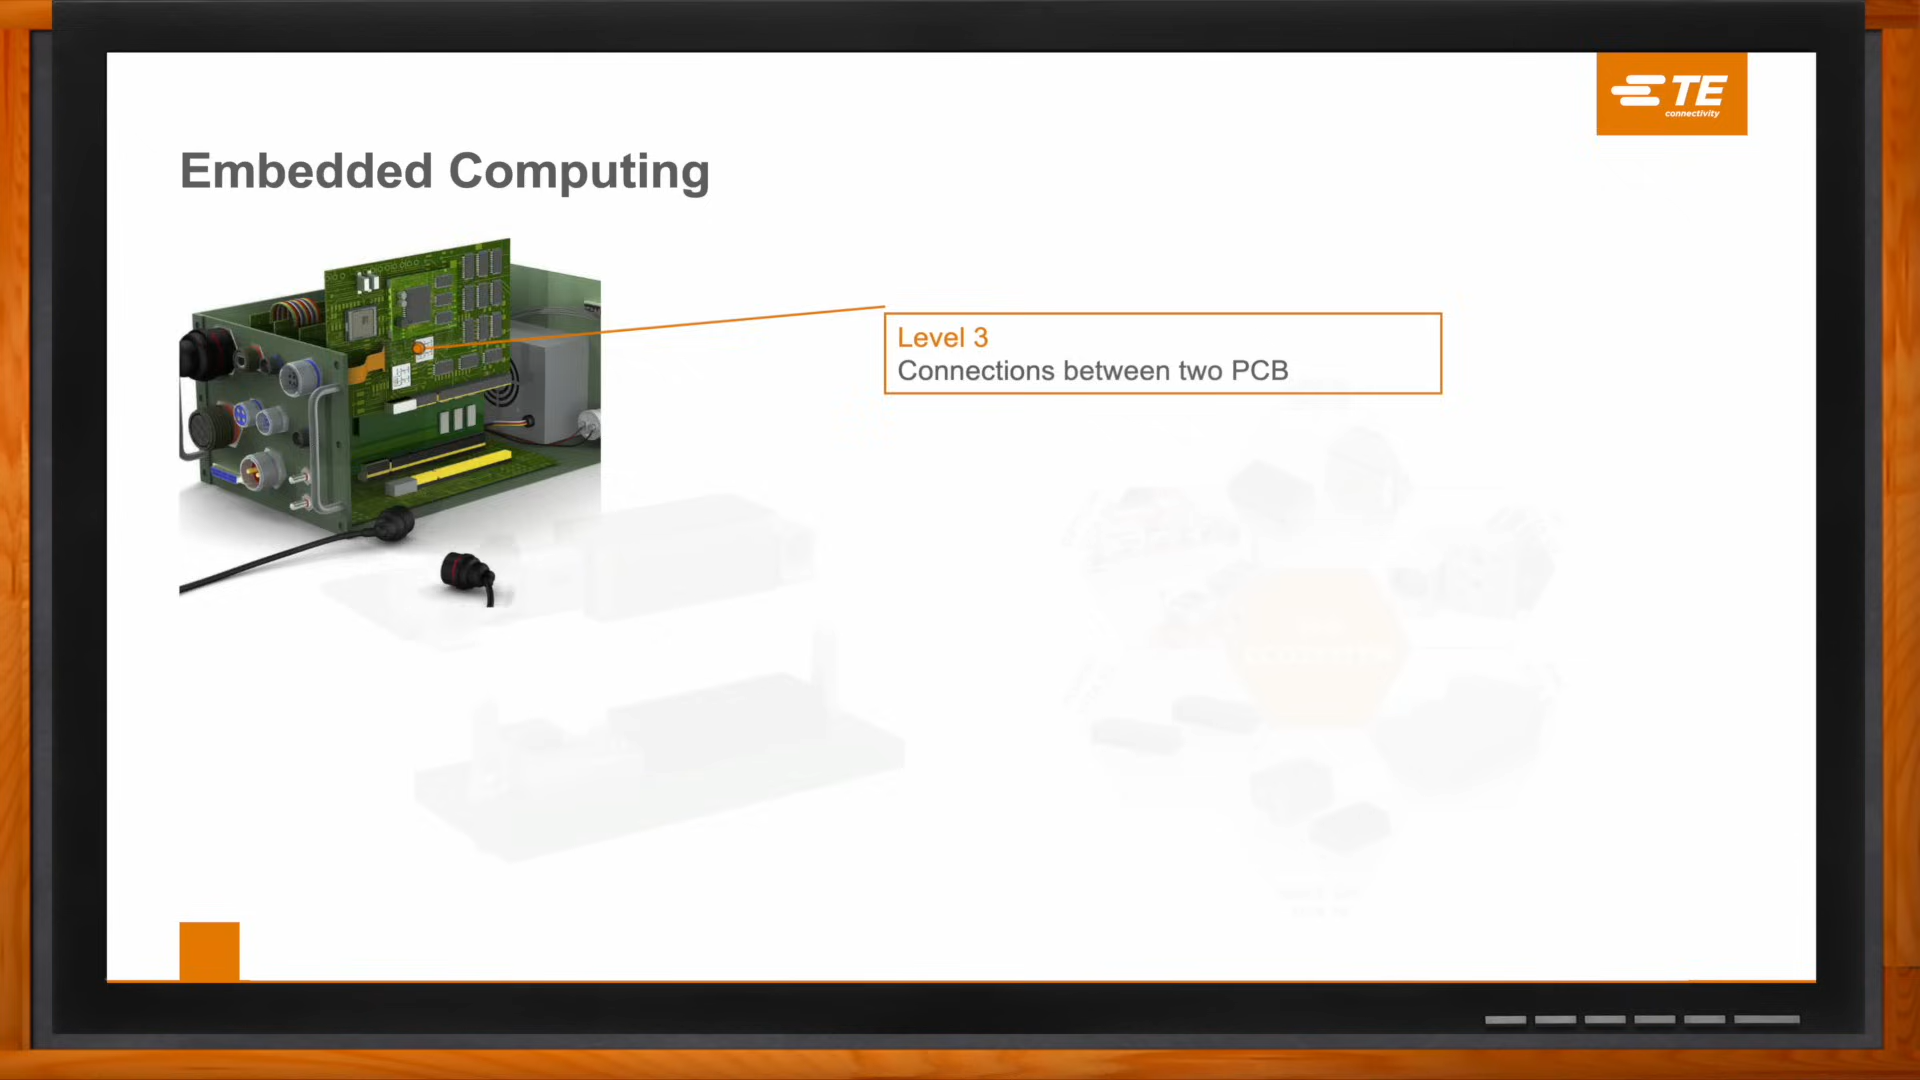 TE
connectivity
Embedded Computing
Level 3
Connections between two PCB